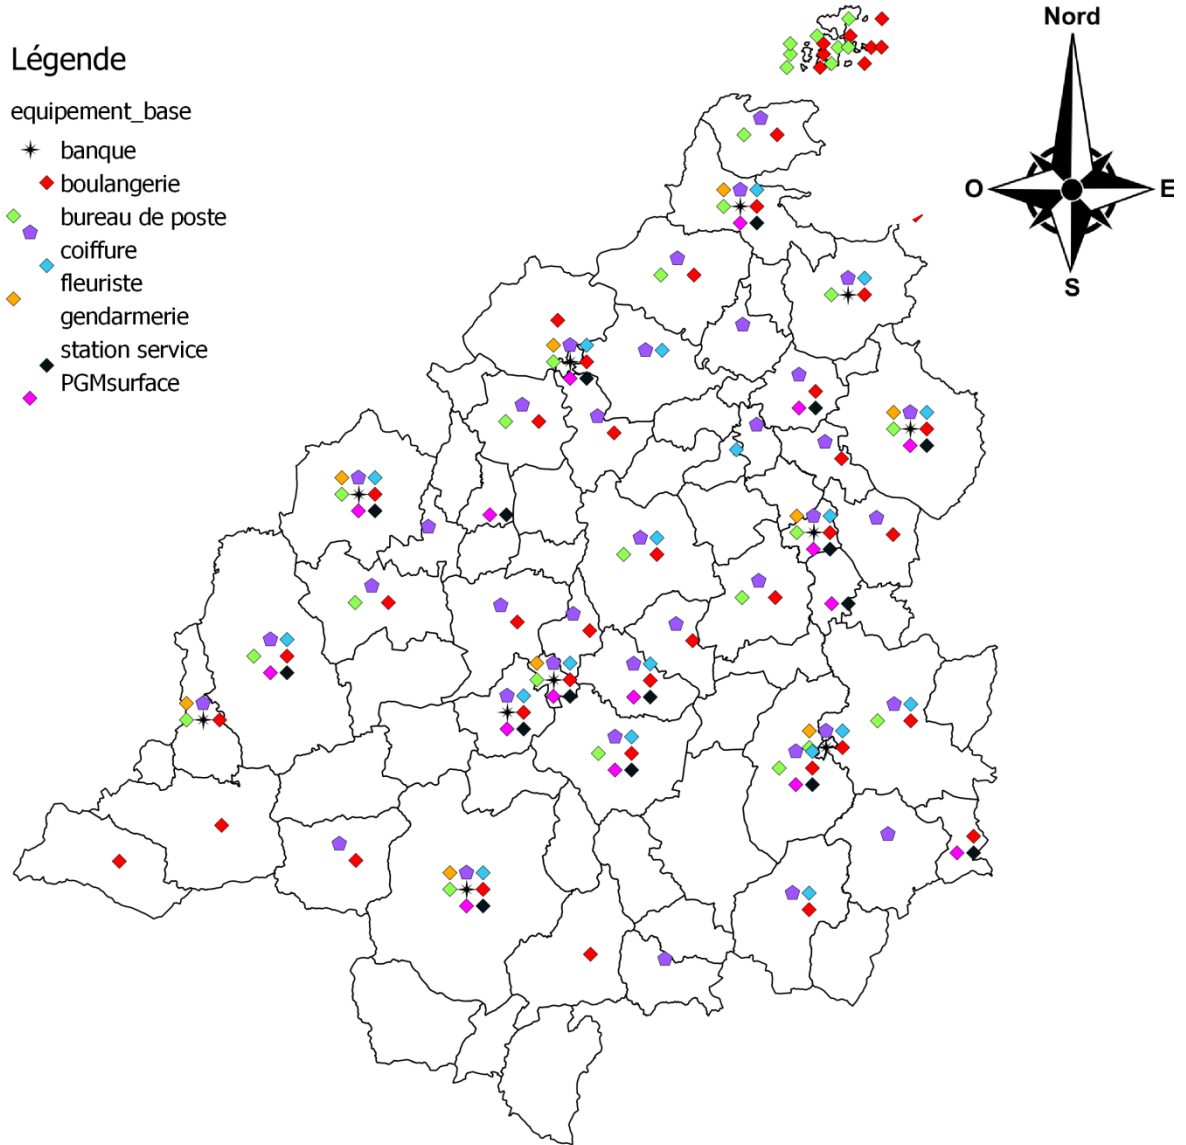 Nord
Légende
equipement_base
banque
boulangerie
O
E
bureau de poste
coiffure
fleuriste
S
gendarmerie
station service
PGMsurface